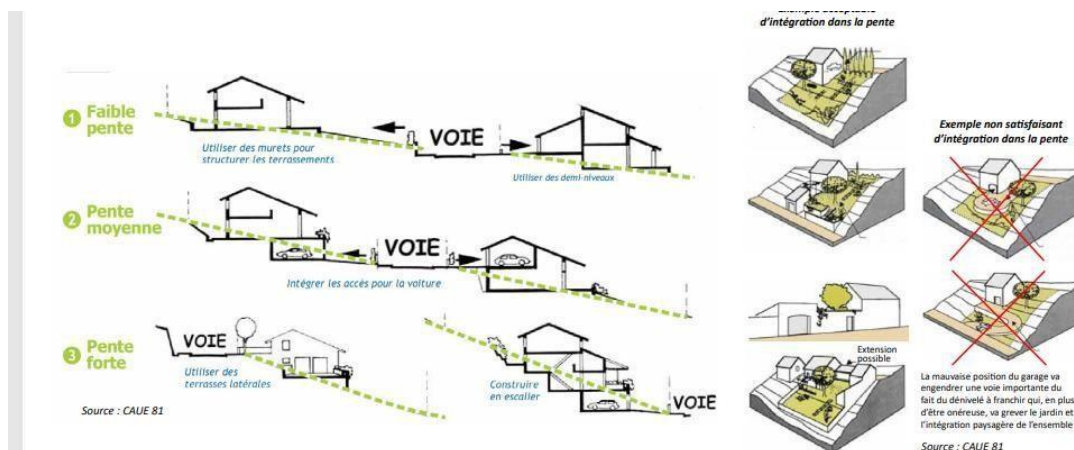 1 Faible
pente
VOIE
Utiliser des murets pour
structurer les terrassements
Utiliser des demi-niveaux
2 Pente
moyenne
VOIE
Intégrer les accès pour la voiture
3 Pente
forte
VOIE
Utiliser des
terrasses latérales
Construire
en escalier
VOIE
Source : CAUE 81
Exemple acceptable
d'intégration dans la pente
Extension
possible
Exemple non satisfaisant
d'intégration dans la pente
La mauvaise position du garage va
engendrer une voie importante du
fait du dénivelé à franchir qui, en plus
d'être onéreuse, va grever le jardin et
l'intégration paysagère de l'ensemble
Source : CAUE 81